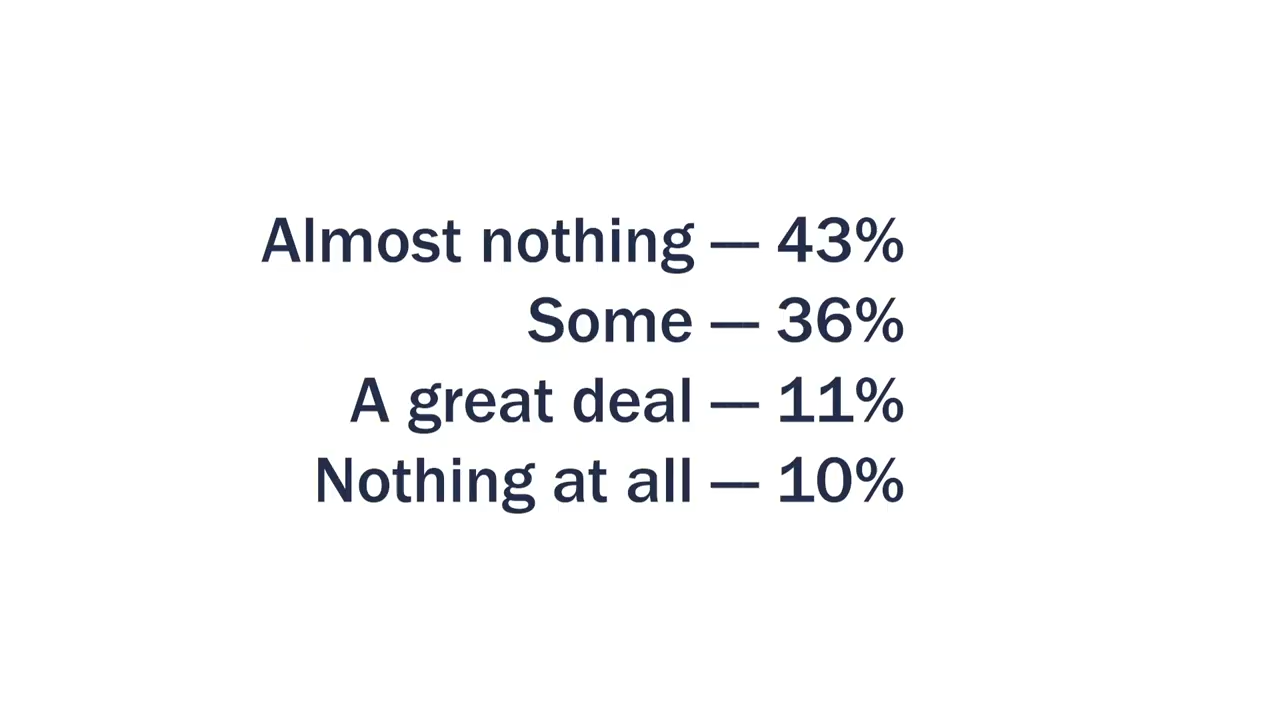 Almost nothing — 43%
Some — 36%
A great deal — 11%
Nothing at all — 10%